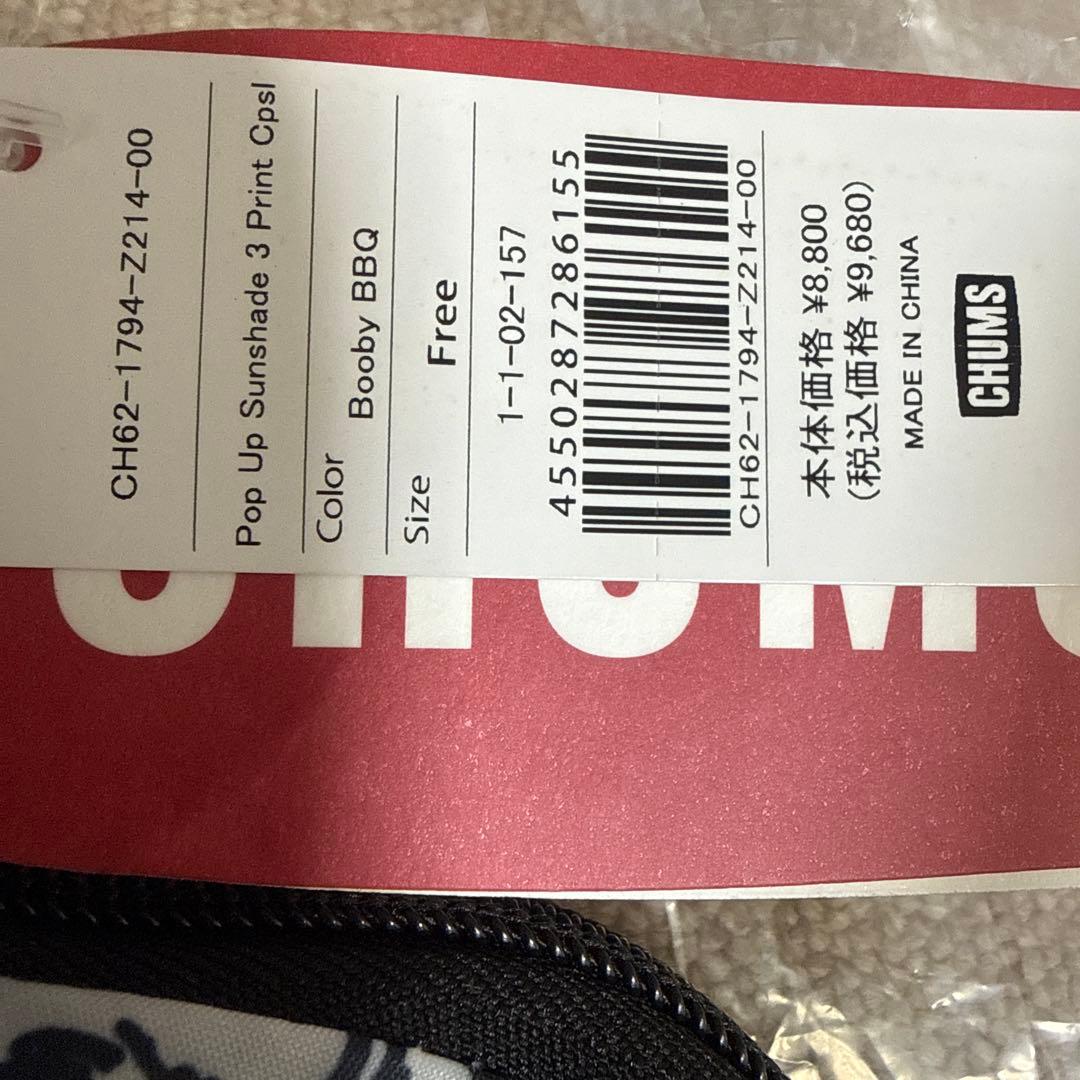 CH62-1794-Z214-00
Pop Up Sunshade 3 Print Cpsl
Color
Booby BBQ
Size
Free
1-1-02-157
4550287286155
CH62-1794-Z214-00
本体価格 ¥8,800
(税込価格 ¥9,680)
MADE IN CHINA
CHUMS